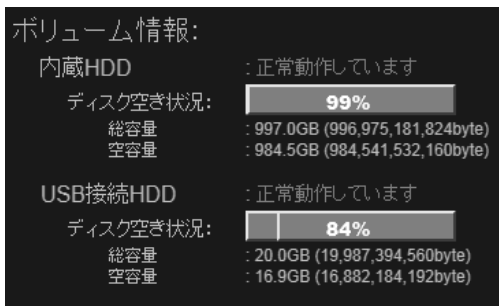 ボリューム情報:
内蔵HDD : 正常動作しています
ディスク空き状況: 99%
総容量 : 997.0GB (996,975,181,824byte)
空容量 : 984.5GB (984,541,532,160byte)
USB接続HDD : 正常動作しています
ディスク空き状況: 84%
総容量 : 20.0GB (19,987,394,560byte)
空容量 : 16.9GB (16,882,184,192byte)